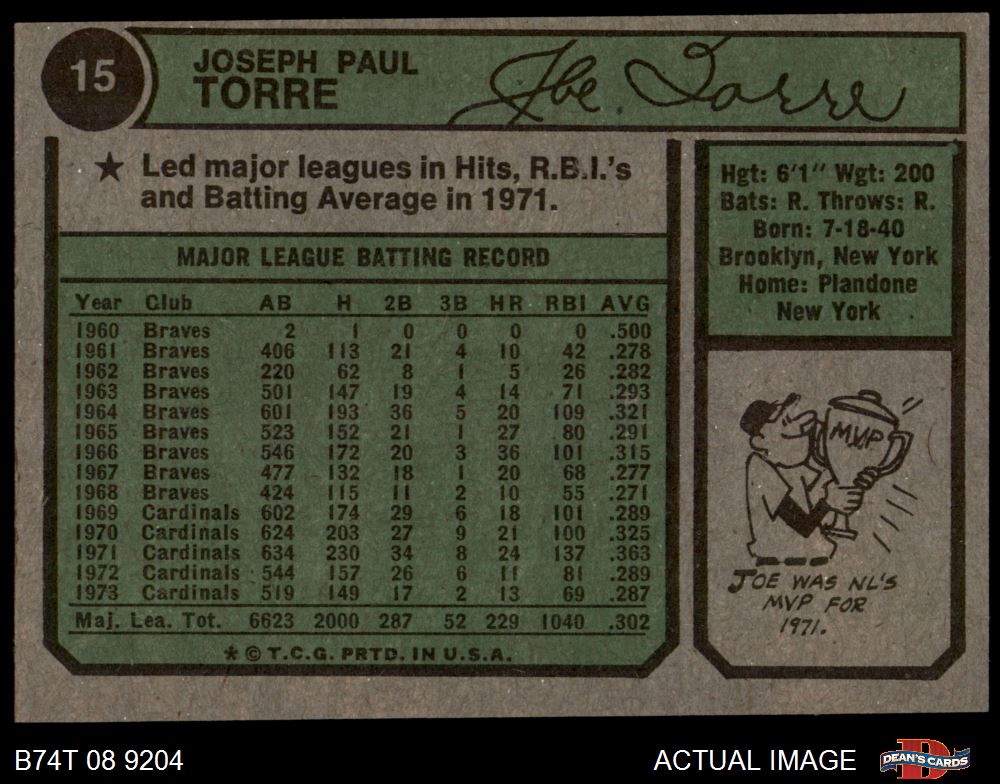 15
JOSEPH PAUL
TORRE
Joe Torre
★ Led major leagues in Hits, R.B.I.'s
and Batting Average in 1971.
MAJOR LEAGUE BATTING RECORD
Year Club AB H 2B 3B HR RBI AVG
1960 Braves 2 1 0 0 0 0 .500
1961 Braves 406 113 21 4 10 42 .278
1962 Braves 220 62 8 1 5 26 .282
1963 Braves 501 147 19 4 14 71 .293
1964 Braves 601 193 36 5 20 109 .321
1965 Braves 523 152 21 1 27 80 .291
1966 Braves 546 172 20 3 36 101 .315
1967 Braves 477 132 18 1 20 68 .277
1968 Braves 424 115 11 2 10 55 .271
1969 Cardinals 602 174 29 6 18 101 .289
1970 Cardinals 624 203 27 9 21 100 .325
1971 Cardinals 634 230 34 8 24 137 .363
1972 Cardinals 544 157 26 6 11 81 .289
1973 Cardinals 519 149 17 2 13 69 .287
Maj. Lea. Tot. 6623 2000 287 52 229 1040 .302
★ © T.C.G. PRTD. IN U.S.A.
Hgt: 6'1" Wgt: 200
Bats: R. Throws: R.
Born: 7-18-40
Brooklyn, New York
Home: Plandone
New York
MVP
JOE WAS NL'S
MVP FOR
1971.
B74T 08 9204
ACTUAL IMAGE
DEAN'S CARDS